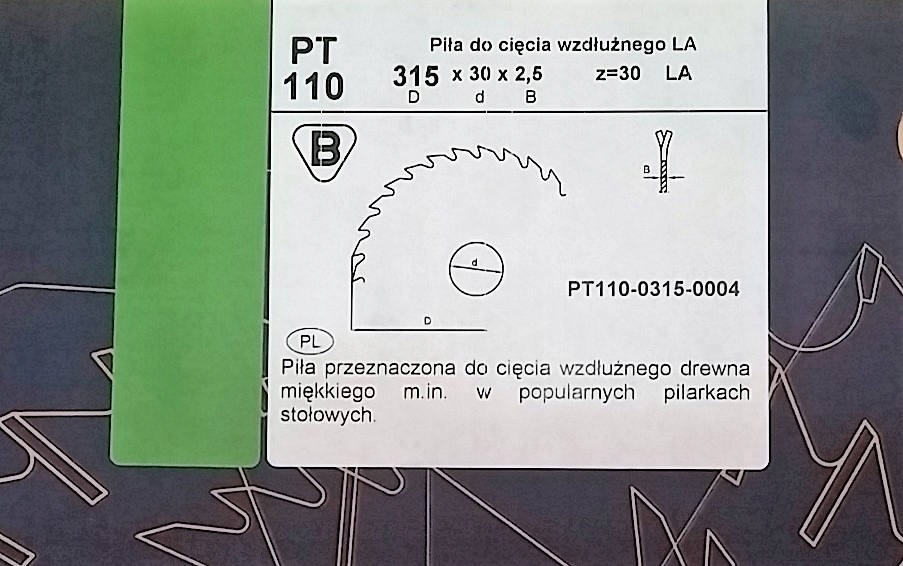 PT
110
Piła do cięcia wzdłużnego LA
315 x 30 x 2,5 z=30 LA
D d B
B
B
d
PT110-0315-0004
D
PL
Piła przeznaczona do cięcia wzdłużnego drewna
miękkiego m.in. w popularnych pilarkach
stołowych.